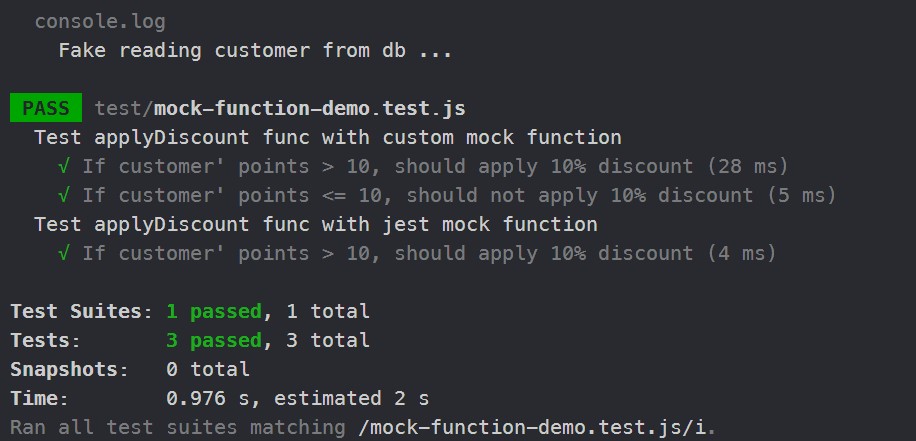 console.log
Fake reading customer from db ...
PASS test/mock-function-demo.test.js
Test applyDiscount func with custom mock function
√ If customer' points > 10, should apply 10% discount (28 ms)
√ If customer' points <= 10, should not apply 10% discount (5 ms)
Test applyDiscount func with jest mock function
√ If customer' points > 10, should apply 10% discount (4 ms)
Test Suites: 1 passed, 1 total
Tests: 3 passed, 3 total
Snapshots: 0 total
Time: 0.976 s, estimated 2 s
Ran all test suites matching /mock-function-demo.test.js/i.